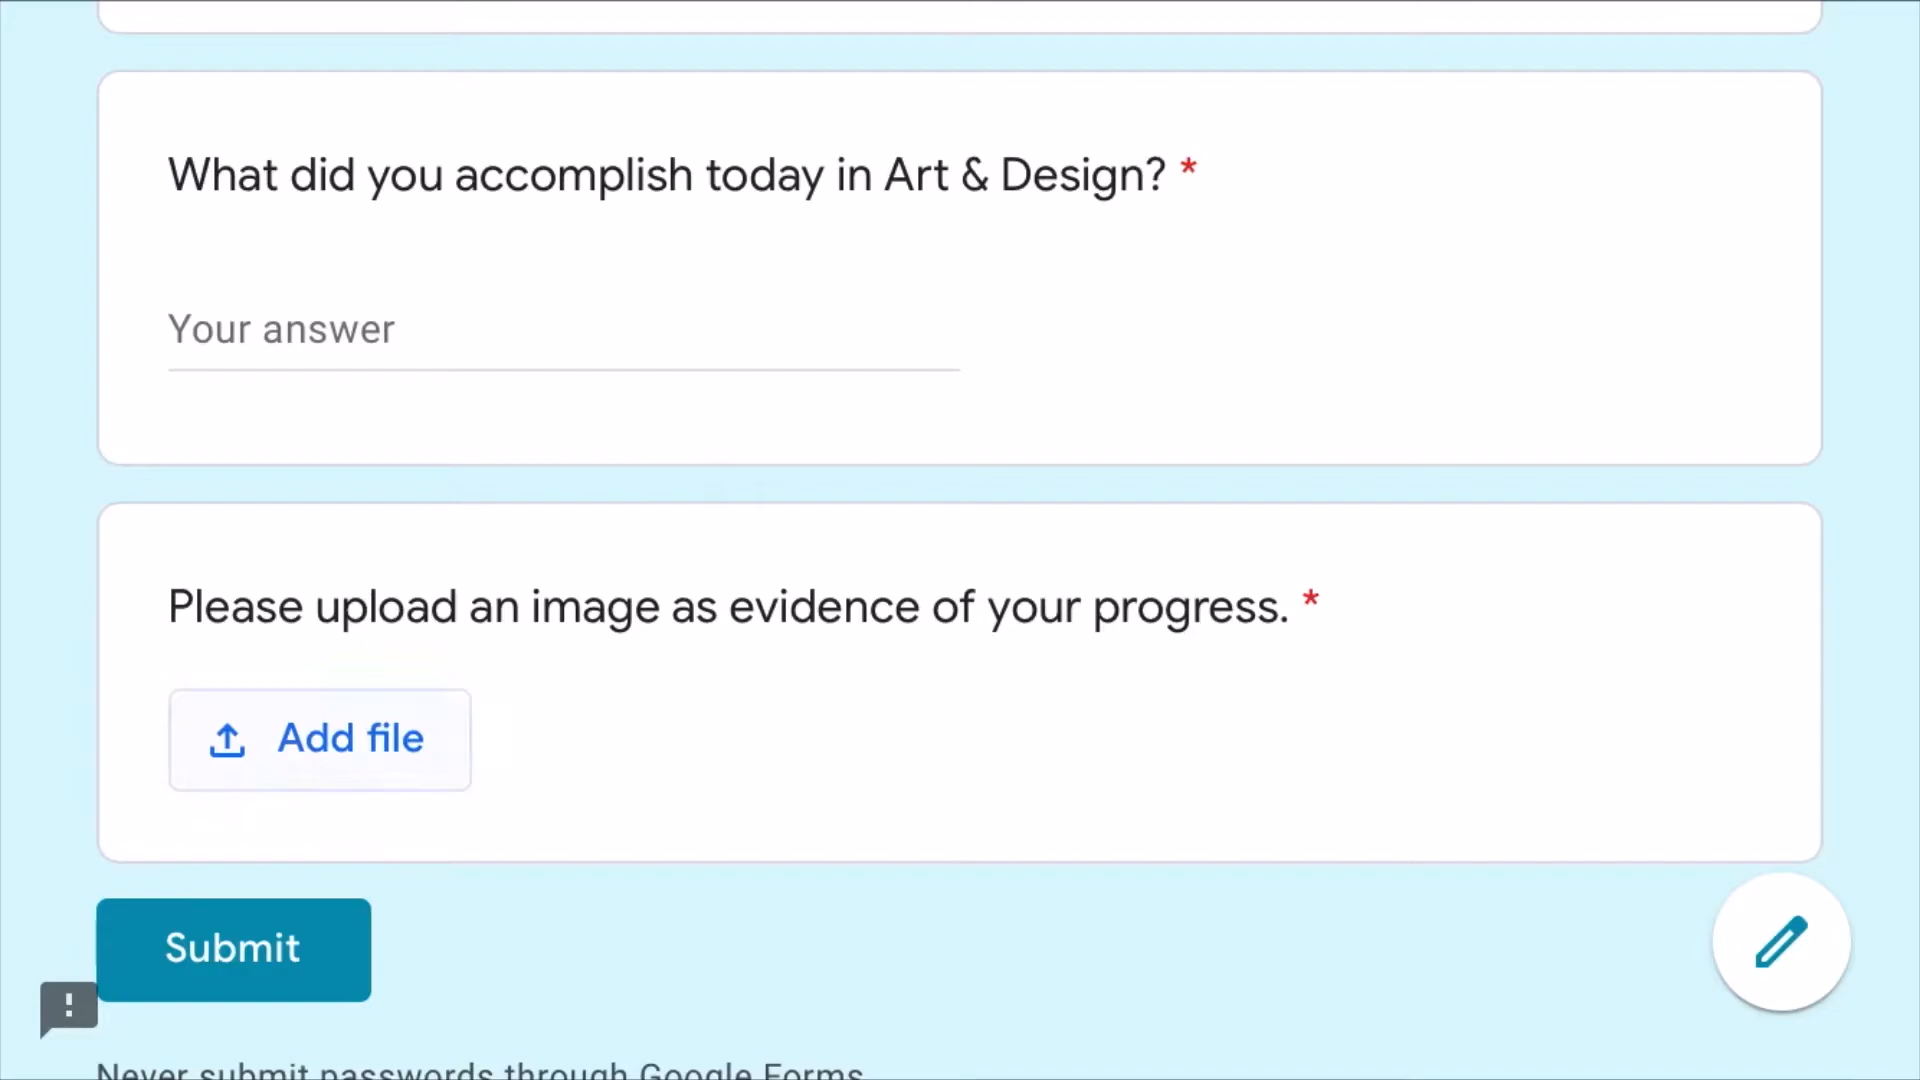 What did you accomplish today in Art & Design? *
Your answer
Please upload an image as evidence of your progress. *
Add file
Submit
Never submit passwords through Google Forms